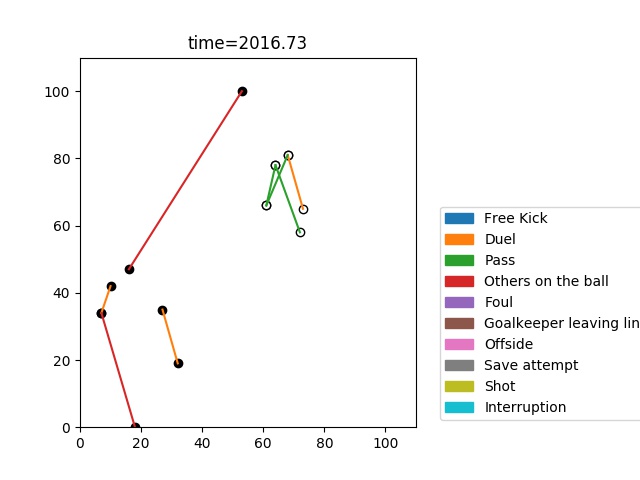 time=2016.73
100
80
60
40
20
0
0 20 40 60 80 100
Free Kick
Duel
Pass
Others on the ball
Foul
Goalkeeper leaving lin
Offside
Save attempt
Shot
Interruption